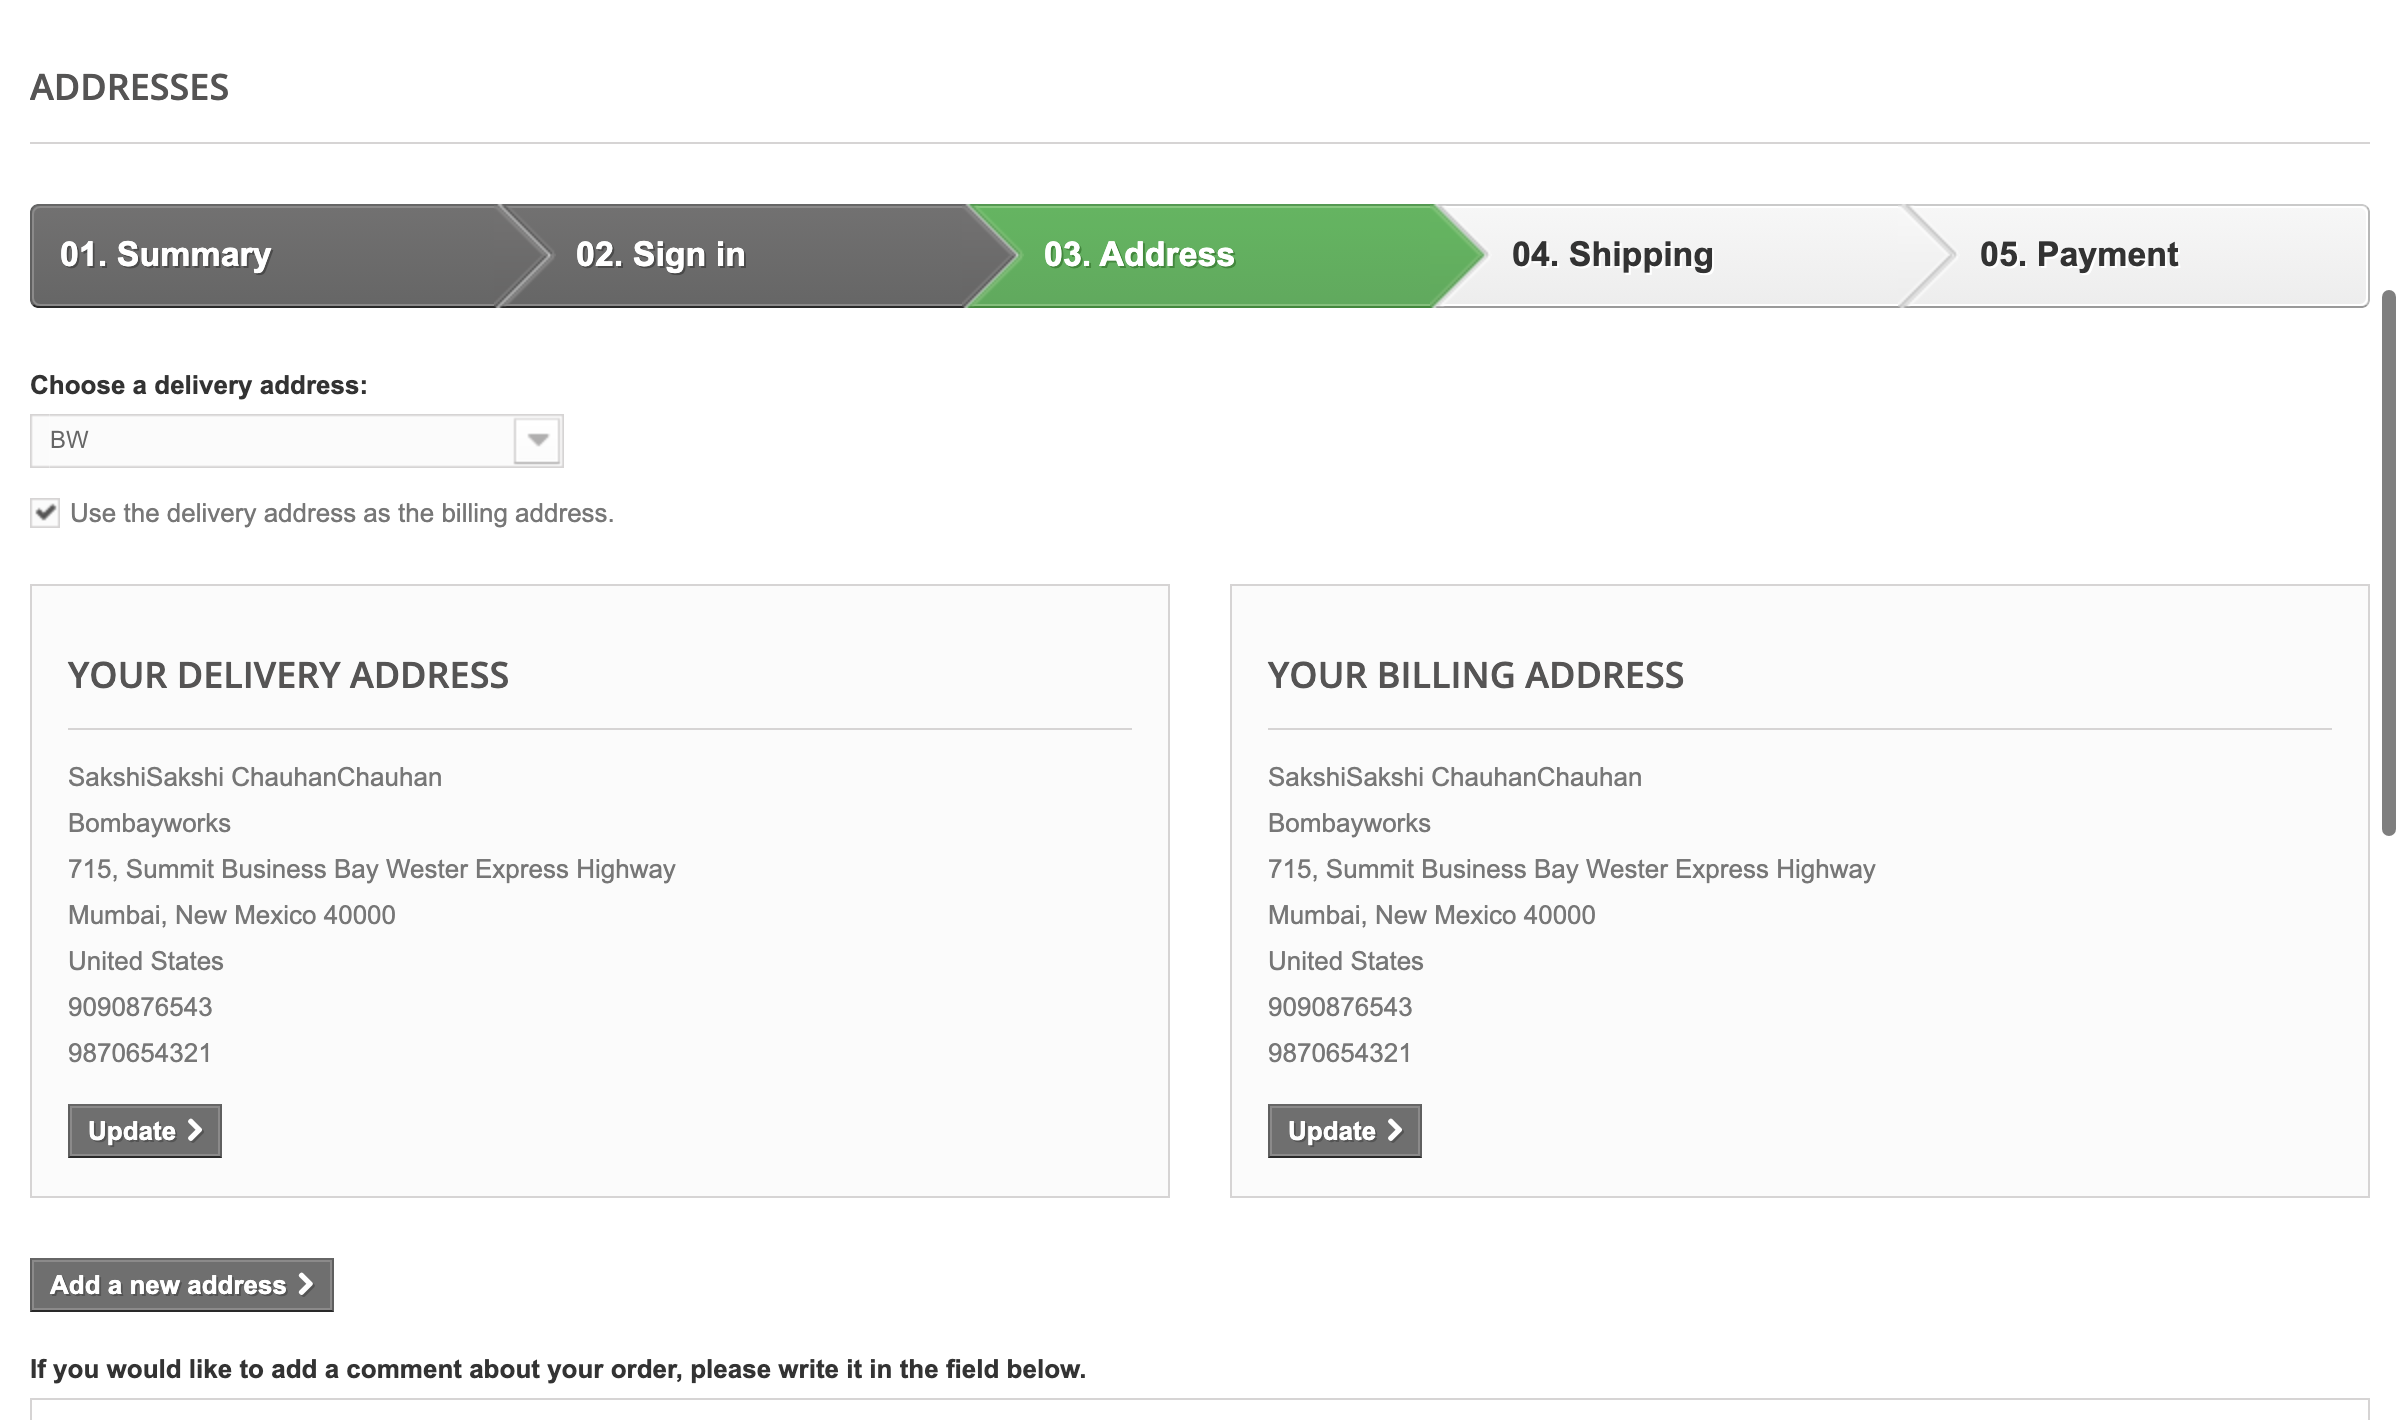 ADDRESSES
01. Summary
02. Sign in
03. Address
04. Shipping
05. Payment
Choose a delivery address:
BW
Use the delivery address as the billing address.
YOUR DELIVERY ADDRESS
SakshiSakshi ChauhanChauhan
Bombayworks
715, Summit Business Bay Wester Express Highway
Mumbai, New Mexico 40000
United States
9090876543
9870654321
Update
YOUR BILLING ADDRESS
SakshiSakshi ChauhanChauhan
Bombayworks
715, Summit Business Bay Wester Express Highway
Mumbai, New Mexico 40000
United States
9090876543
9870654321
Update
Add a new address
If you would like to add a comment about your order, please write it in the field below.